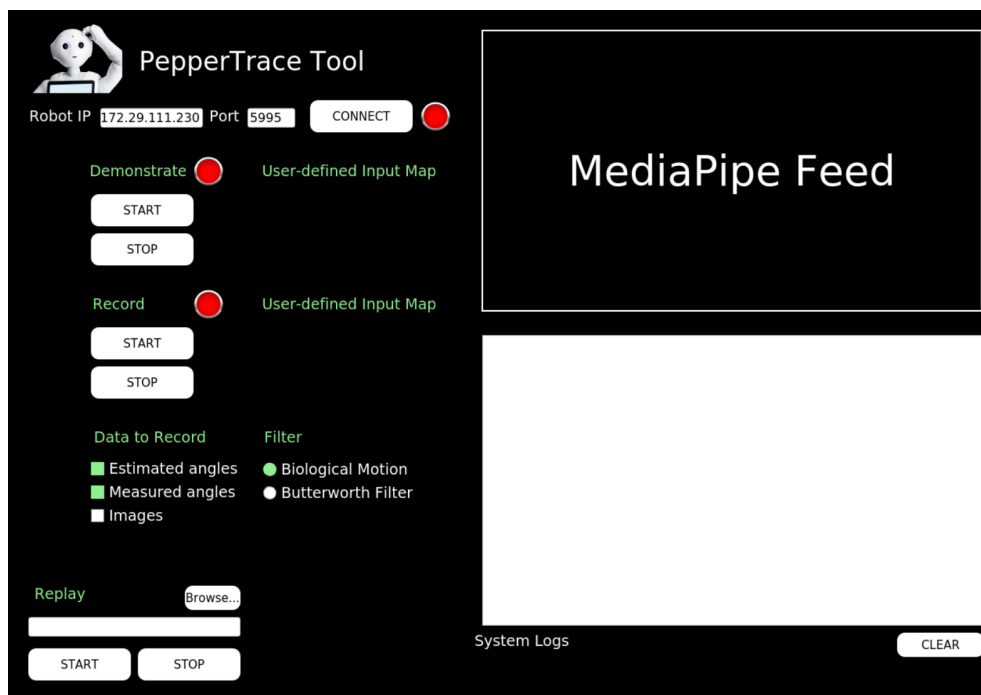 PepperTrace Tool
Robot IP 172.29.111.230 Port 5995 CONNECT
Demonstrate User-defined Input Map
START
STOP
Record User-defined Input Map
START
STOP
Data to Record Filter
Estimated angles Biological Motion
Measured angles Butterworth Filter
Images
Replay Browse...
START STOP
MediaPipe Feed
System Logs CLEAR